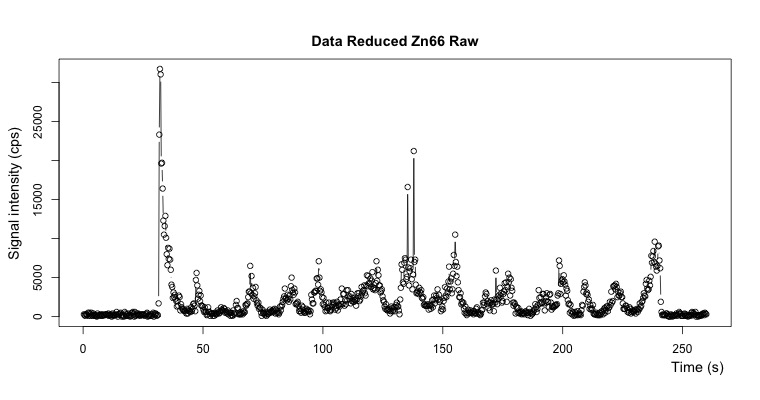 Data Reduced Zn66 Raw
Signal intensity (cps)
25000
15000
5000
0
0 50 100 150 200 250
Time (s)